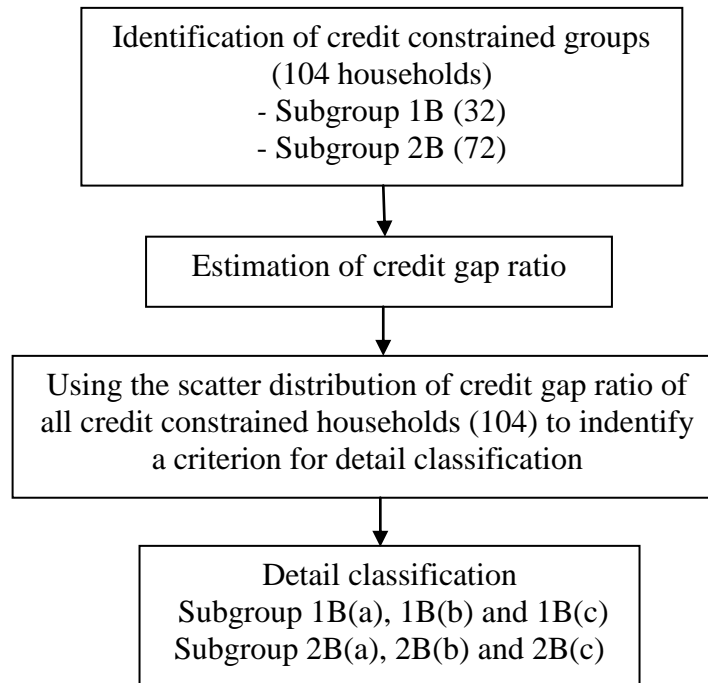 Identification of credit constrained groups
(104 households)
- Subgroup 1B (32)
- Subgroup 2B (72)
Estimation of credit gap ratio
Using the scatter distribution of credit gap ratio of
all credit constrained households (104) to indentify
a criterion for detail classification
Detail classification
Subgroup 1B(a), 1B(b) and 1B(c)
Subgroup 2B(a), 2B(b) and 2B(c)